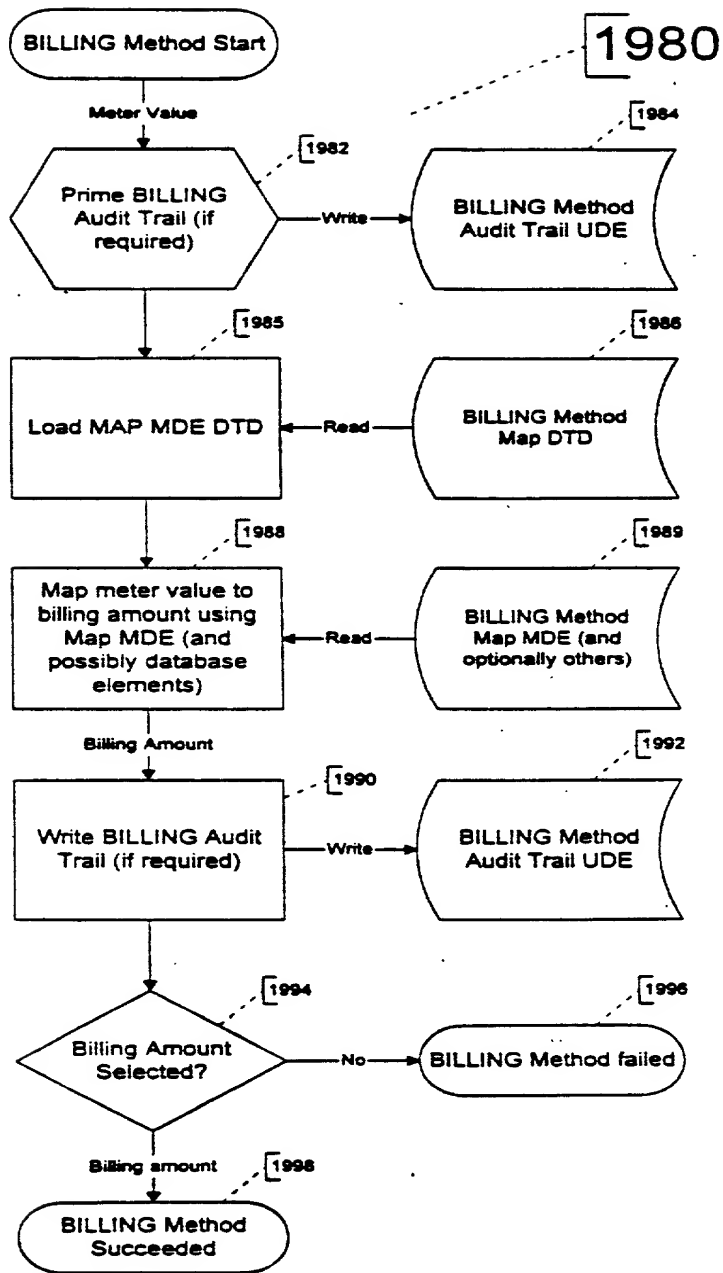 BILLING Method Start
1980
Meter Value
1982
1984
Prime BILLING
Audit Trail (if
required)
Write
BILLING Method
Audit Trail UDE
1985
1986
Load MAP MDE DTD
Read
BILLING Method
Map DTD
1988
1989
Map meter value to
billing amount using
Map MDE (and
possibly database
elements)
Read
BILLING Method
Map MDE (and
optionally others)
Billing Amount
1990
1992
Write BILLING Audit
Trail (if required)
Write
BILLING Method
Audit Trail UDE
1994
1996
Billing Amount
Selected?
No
BILLING Method failed
Billing amount
1998
BILLING Method
Succeeded